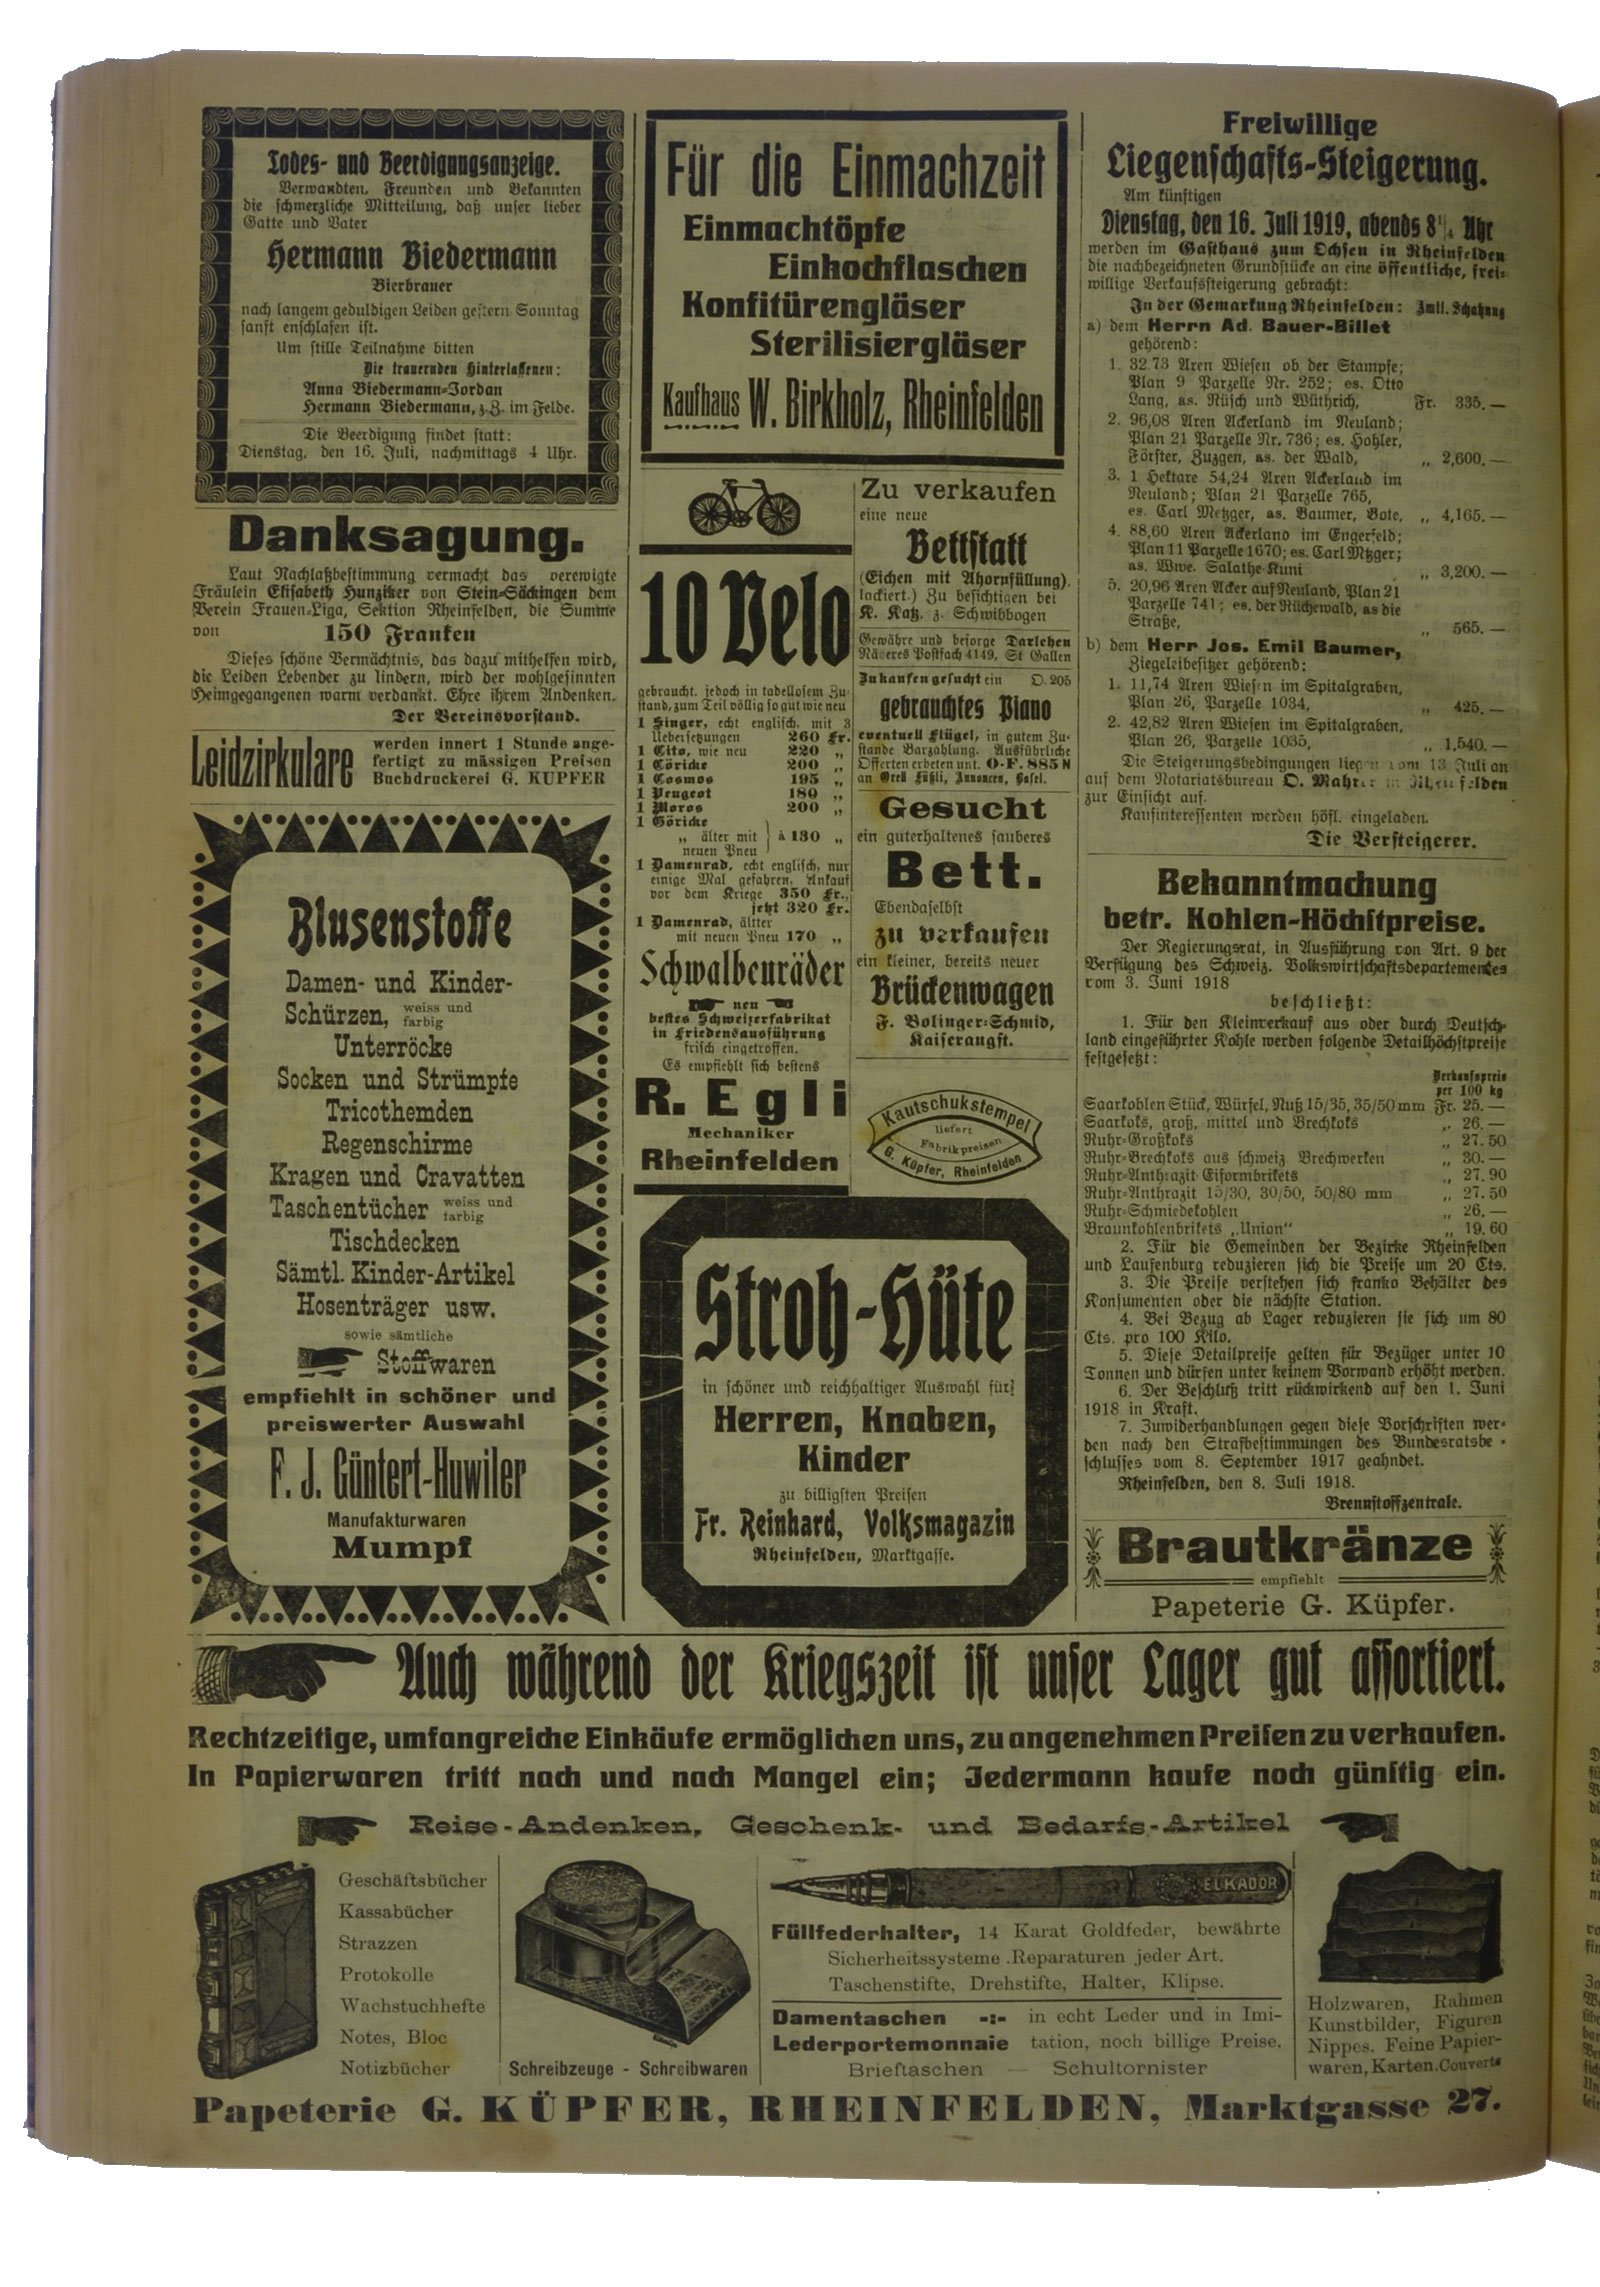 Todes- und Beerdigungsanzeige.
Verwandten, Freunden und Bekannten
die schmerzliche Mitteilung, daß unser lieber
Gatte und Vater
Hermann Biedermann
Bierbrauer
nach langem geduldigen Leiden gestern Sonntag
sanft enschlafen ist.
Um stille Teilnahme bitten
Die trauernden Hinterlassenen:
Anna Biedermann-Jordan
Hermann Biedermann, z. Z. im Felde.
Die Beerdigung findet statt:
Dienstag, den 16. Juli, nachmittags 4 Uhr.
Danksagung.
Laut Nachlaßbestimmung vermacht das verewigte
Fräulein Elisabeth Hunziker von Stein-Säckingen dem
Verein Frauen-Liga, Sektion Rheinfelden, die Summe
von 150 Franken
Dieses schöne Vermächtnis, das dazu mithelfen wird,
die Leiden Lebender zu lindern, wird der wohlgesinnten
Heimgegangenen warm verdankt. Ehre ihrem Andenken.
Der Vereinsvorstand.
Leidzirkulare
werden innert 1 Stunde ange-
fertigt zu mässigen Preisen
Buchdruckerei G. KUPFER
Blusenstoffe
Damen- und Kinder-
Schürzen, weiss und farbig
Unterröcke
Socken und Strümpfe
Tricothemden
Regenschirme
Kragen und Cravatten
Taschentücher weiss und farbig
Tischdecken
Sämtl. Kinder-Artikel
Hosenträger usw.
sowie sämtliche
Stoffwaren
empfiehlt in schöner und
preiswerter Auswahl
F. J. Güntert-Huwiler
Manufakturwaren
Mumpf
Für die Einmachzeit
Einmachtöpfe
Einkochflaschen
Konfitürengläser
Sterilisiergläser
Kaufhaus W. Birkholz, Rheinfelden
10 Velo
gebraucht. jedoch in tadellosem Zu-
stand, zum Teil völlig so gut wie neu
1 Singer, echt englisch, mit 3
Uebersetzungen 260 Fr.
1 Cito, wie neu 220 „
1 Göricke 200 „
1 Cosmos 195 „
1 Peugeot 180 „
1 Moros 200 „
1 Göricke
„ älter mit } à 130 „
neuen Pneu
1 Damenrad, echt englisch, nur
einige Mal gefahren, Ankauf
vor dem Kriege 350 Fr.,
jetzt 320 Fr.
1 Damenrad, älter
mit neuen Pneu 170 „
Schwalbenräder
neu
bestes Schweizerfabrikat
in Friedensausführung
frisch eingetroffen.
Es empfiehlt sich bestens
R. Egli
Mechaniker
Rheinfelden
Zu verkaufen
eine neue
Bettstatt
(Eichen mit Ahornfüllung).
lackiert.) Zu besichtigen bei
K. Katz, z. Schwibbogen
Gewähre und besorge Darlehen
Näheres Postfach 4149, St Gallen
Zu kaufen gesucht ein O. 205
gebrauchtes Piano
eventuell Flügel, in gutem Zu-
stande Barzahlung. Ausführliche
Offerten erbeten unt. O-F. 885 N
an Orell Füßli, Annoncen, Basel.
Gesucht
ein guterhaltenes sauberes
Bett.
Ebendaselbst
zu verkaufen
ein kleiner, bereits neuer
Brückenwagen
F. Bolinger-Schmid,
Kaiseraugst.
Kautschukstempel
liefert
Fabrikpreisen
G. Küpfer, Rheinfelden
Stroh-Hüte
in schöner und reichhaltiger Auswahl für
Herren, Knaben,
Kinder
zu billigsten Preisen
Fr. Reinhard, Volksmagazin
Rheinfelden, Marktgasse.
Freiwillige
Liegenschafts-Steigerung.
Am künftigen
Dienstag, den 16. Juli 1919, abends 8¼ Uhr
werden im Gasthaus zum Ochsen in Rheinfelden
die nachbezeichneten Grundstücke an eine öffentliche, frei-
willige Verkaufssteigerung gebracht:
In der Gemarkung Rheinfelden: Amtl. Schatzung
a) dem Herrn Ad. Bauer-Billet
gehörend:
1. 32.73 Aren Wiesen ob der Stampfe;
Plan 9 Parzelle Nr. 252; es. Otto
Lang, as. Rüsch und Wüthrich, Fr. 335.—
2. 96,08 Aren Ackerland im Neuland;
Plan 21 Parzelle Nr. 736; es. Hohler,
Förster, Zuzgen, as. der Wald, „ 2,600.—
3. 1 Hektare 54,24 Aren Ackerland im
Neuland; Plan 21 Parzelle 765,
es. Carl Metzger, as. Baumer, Bote, „ 4,165.—
4. 88,60 Aren Ackerland im Engerfeld;
Plan 11 Parzelle 1670; es. Carl Mtzger;
as. Wwe. Salathe-Kuni „ 3,200.—
5. 20,96 Aren Acker auf Neuland, Plan 21
Parzelle 741; es. der Rüchewald, as die
Straße, „ 565.—
b) dem Herr Jos. Emil Baumer,
Ziegeleibesitzer gehörend:
1. 11,74 Aren Wiesen im Spitalgraben,
Plan 26, Parzelle 1034, „ 425.—
2. 42,82 Aren Wiesen im Spitalgraben,
Plan 26, Parzelle 1035, „ 1,540.—
Die Steigerungsbedingungen liegen vom 13 Juli an
auf dem Notariatsbureau O. Mahrer in Rheinfelden
zur Einsicht auf.
Kaufsinteressenten werden höfl. eingeladen.
Die Versteigerer.
Bekanntmachung
betr. Kohlen-Höchstpreise.
Der Regierungsrat, in Ausführung von Art. 9 der
Verfügung des Schweiz. Volkswirtschaftsdepartementes
vom 3. Juni 1918
beschließt:
1. Für den Kleinverkauf aus oder durch Deutsch-
land eingeführter Kohle werden folgende Detailhöchstpreise
festgesetzt:
Verkaufspreis
per 100 kg
Saarkohlen Stück, Würfel, Nuß 15/35, 35/50 mm Fr. 25.—
Saarkoks, groß, mittel und Brechkoks „ 26.—
Ruhr-Großkoks „ 27.50
Ruhr-Brechkoks aus schweiz. Brechwerken „ 30.—
Ruhr-Anthrazit-Eiformbrikets „ 27.90
Ruhr-Anthrazit 15/30, 30/50, 50/80 mm „ 27.50
Ruhr-Schmiedekohlen „ 26.—
Braunkohlenbrikets „Union“ „ 19.60
2. Für die Gemeinden der Bezirke Rheinfelden
und Laufenburg reduzieren sich die Preise um 20 Cts.
3. Die Preise verstehen sich franko Behälter des
Konsumenten oder die nächste Station.
4. Bei Bezug ab Lager reduzieren sie sich um 80
Cts. pro 100 Kilo.
5. Diese Detailpreise gelten für Bezüger unter 10
Tonnen und dürfen unter keinem Vorwand erhöht werden.
6. Der Beschluß tritt rückwirkend auf den 1. Juni
1918 in Kraft.
7. Zuwiderhandlungen gegen diese Vorschriften wer-
den nach den Strafbestimmungen des Bundesratsbe-
schlusses vom 8. September 1917 geahndet.
Rheinfelden, den 8. Juli 1918.
Brennstoffzentrale.
Brautkränze
empfiehlt
Papeterie G. Küpfer.
Auch während der Kriegszeit ist unser Lager gut assortiert.
Rechtzeitige, umfangreiche Einkäufe ermöglichen uns, zu angenehmen Preisen zu verkaufen.
In Papierwaren tritt nach und nach Mangel ein; Jedermann kaufe noch günstig ein.
Reise-Andenken, Geschenk- und Bedarfs-Artikel
Geschäftsbücher
Kassabücher
Strazzen
Protokolle
Wachstuchhefte
Notes, Bloc
Notizbücher
Schreibzeuge - Schreibwaren
ELKADOR
Füllfederhalter, 14 Karat Goldfeder, bewährte
Sicherheitssysteme .Reparaturen jeder Art.
Taschenstifte, Drehstifte, Halter, Klipse.
Damentaschen -:- in echt Leder und in Imi-
Lederportemonnaie tation, noch billige Preise.
Brieftaschen — Schultornister
Holzwaren, Rahmen
Kunstbilder, Figuren
Nippes. Feine Papier-
waren, Karten, Couverts
Papeterie G. KÜPFER, RHEINFELDEN, Marktgasse 27.